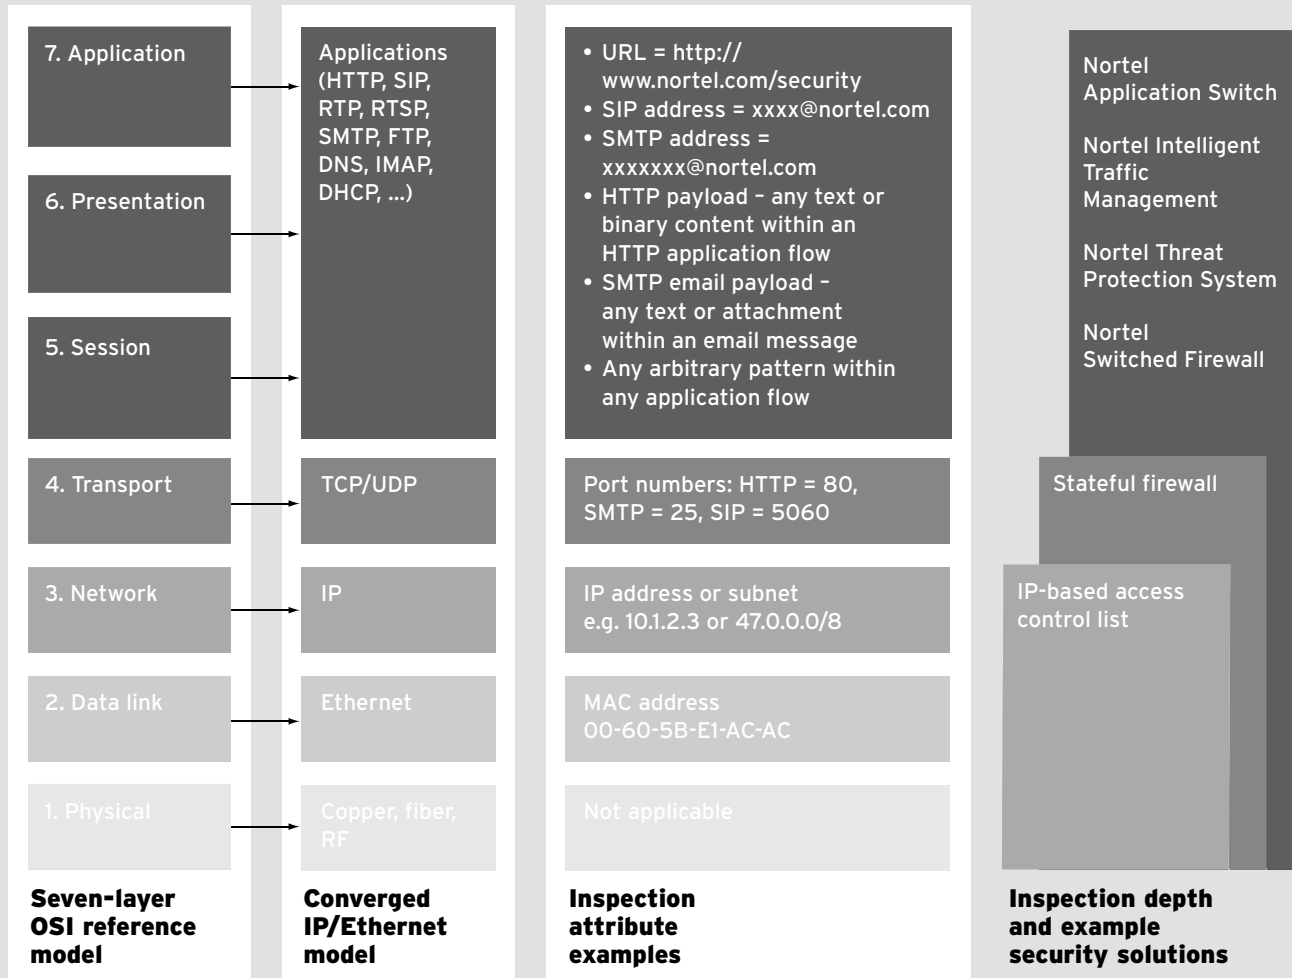 7. Application
6. Presentation
5. Session
4. Transport
3. Network
2. Data link
1. Physical
Seven-layer
OSI reference
model
Applications
(HTTP, SIP,
RTP, RTSP,
SMTP, FTP,
DNS, IMAP,
DHCP, ...)
TCP/UDP
IP
Ethernet
Copper, fiber,
RF
Converged
IP/Ethernet
model
• URL = http://
www.nortel.com/security
• SIP address = xxxx@nortel.com
• SMTP address =
xxxxxxx@nortel.com
• HTTP payload – any text or
binary content within an
HTTP application flow
• SMTP email payload –
any text or attachment
within an email message
• Any arbitrary pattern within
any application flow
Port numbers: HTTP = 80,
SMTP = 25, SIP = 5060
IP address or subnet
e.g. 10.1.2.3 or 47.0.0.0/8
MAC address
00-60-5B-E1-AC-AC
Not applicable
Inspection
attribute
examples
Nortel
Application Switch
Nortel Intelligent
Traffic
Management
Nortel Threat
Protection System
Nortel
Switched Firewall
Stateful firewall
IP-based access
control list
Inspection depth
and example
security solutions